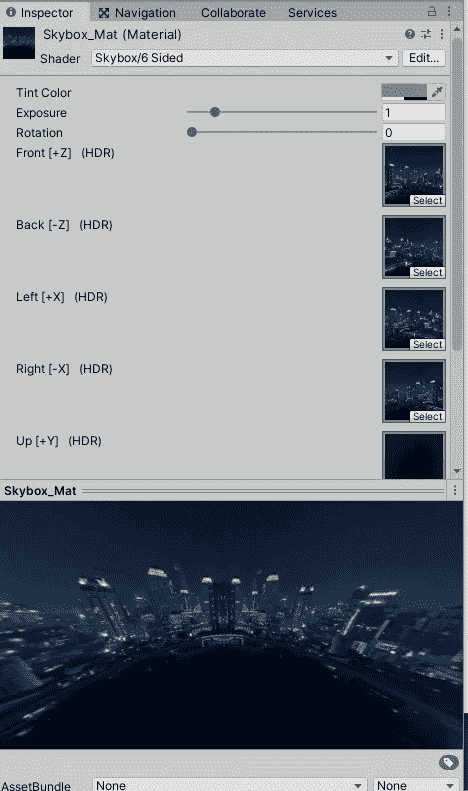 Inspector Navigation Collaborate Services
Skybox_Mat (Material)
Shader Skybox/6 Sided Edit...
Tint Color
Exposure 1
Rotation 0
Front [+Z] (HDR)
Select
Back [-Z] (HDR)
Select
Left [+X] (HDR)
Select
Right [-X] (HDR)
Select
Up [+Y] (HDR)
Skybox_Mat
AssetBundle None None